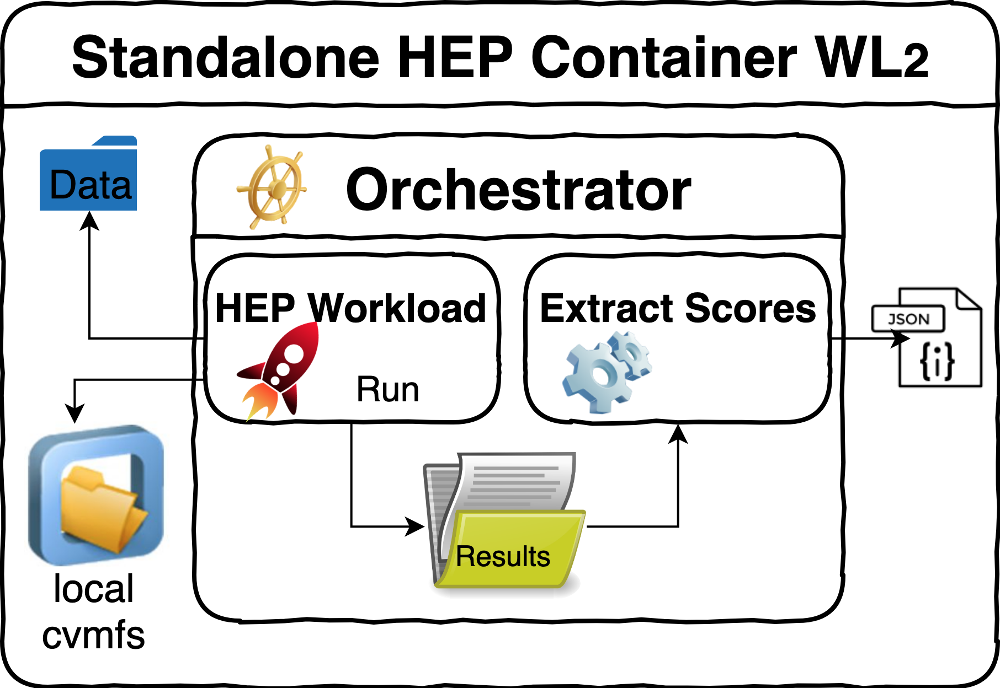 Standalone HEP Container WL2
Data
Orchestrator
HEP Workload
Run
Extract Scores
JSON
{i}
Results
local
cvmfs